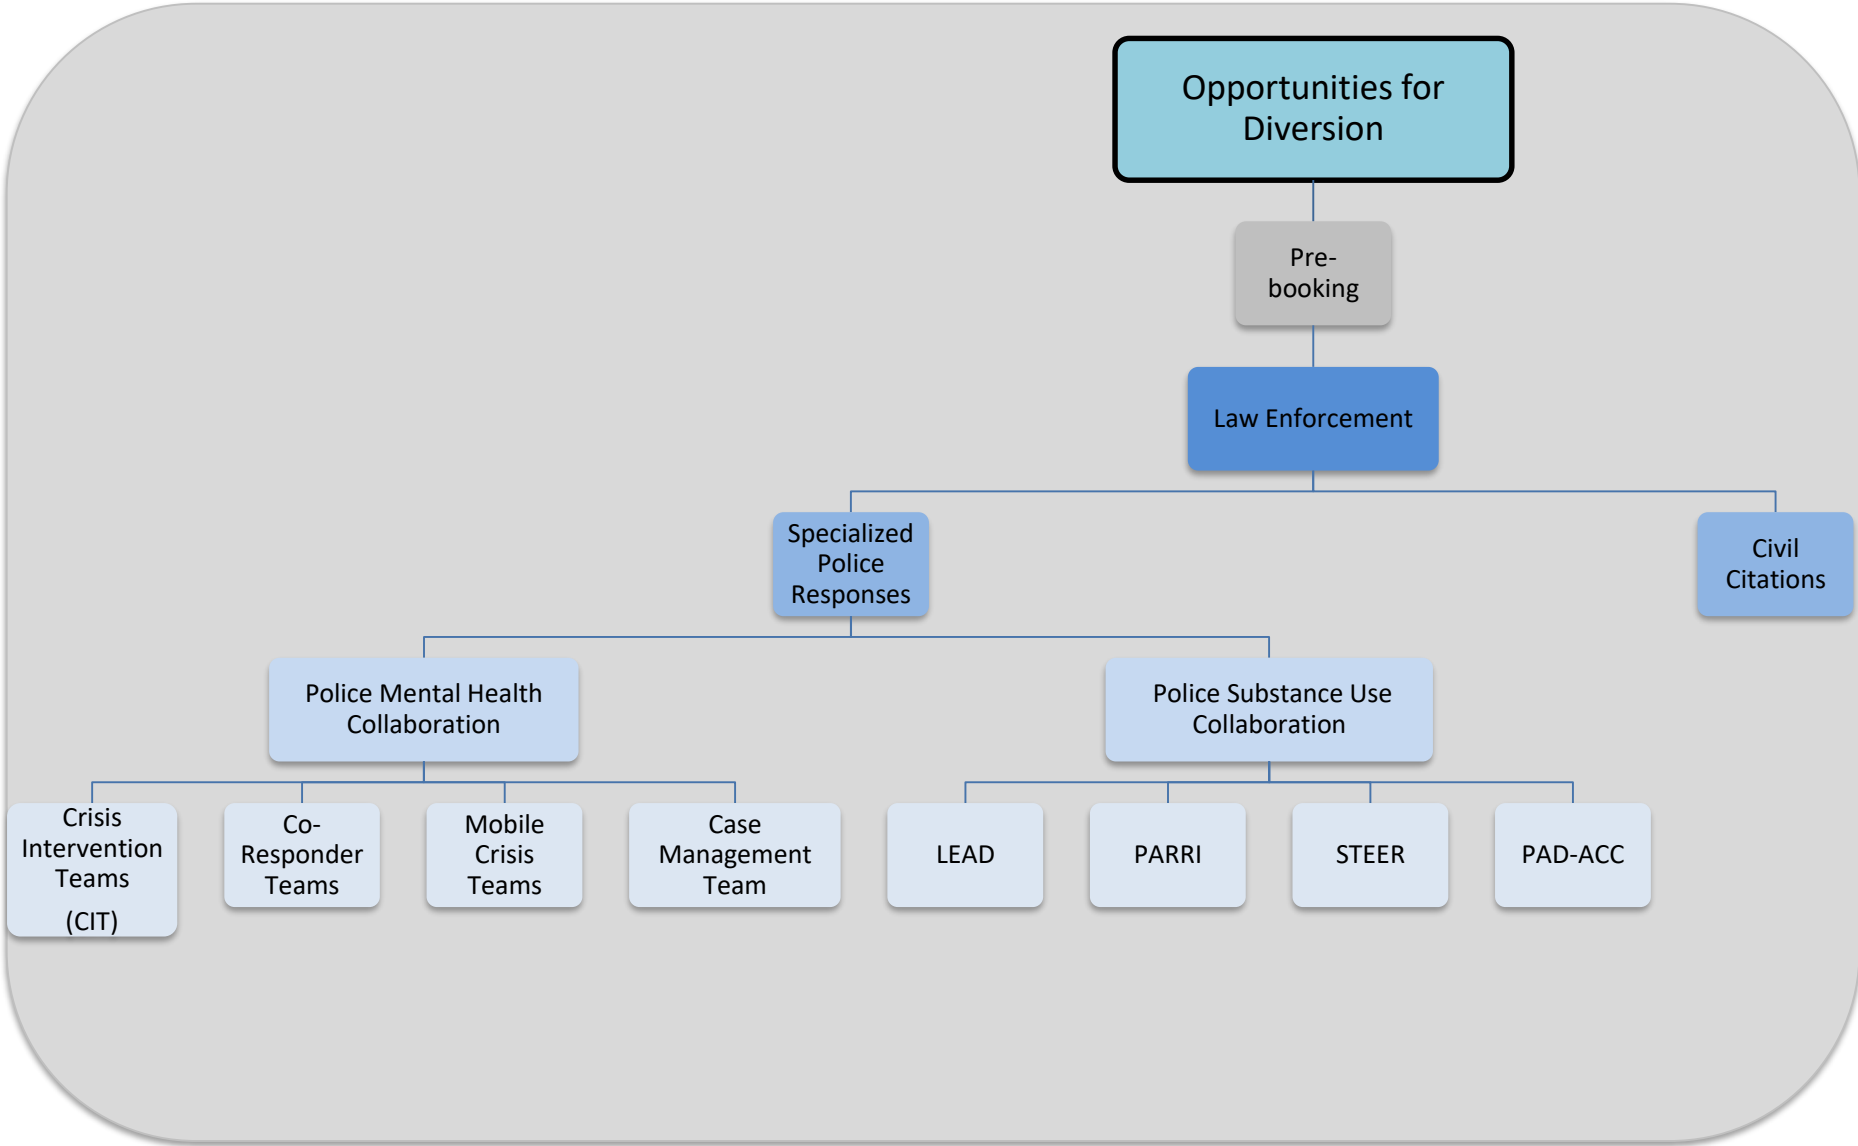 Opportunities for
Diversion
Pre-
booking
Law Enforcement
Specialized
Police
Responses
Civil
Citations
Police Mental Health
Collaboration
Police Substance Use
Collaboration
Crisis
Intervention
Teams
(CIT)
Co-
Responder
Teams
Mobile
Crisis
Teams
Case
Management
Team
LEAD
PARRI
STEER
PAD-ACC